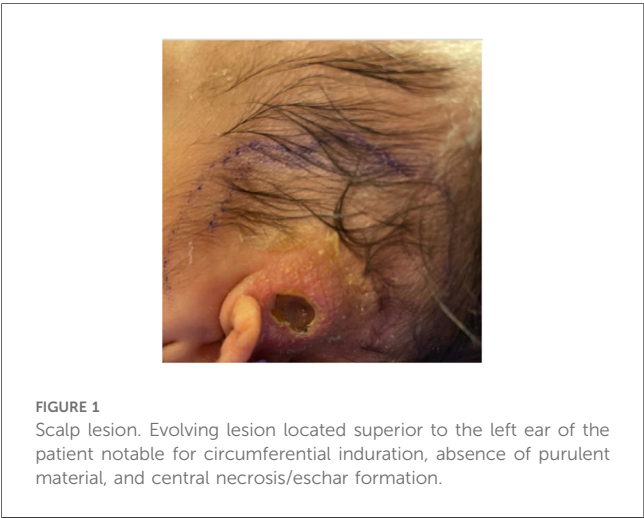 FIGURE 1
Scalp lesion. Evolving lesion located superior to the left ear of the
patient notable for circumferential induration, absence of purulent
material, and central necrosis/eschar formation.